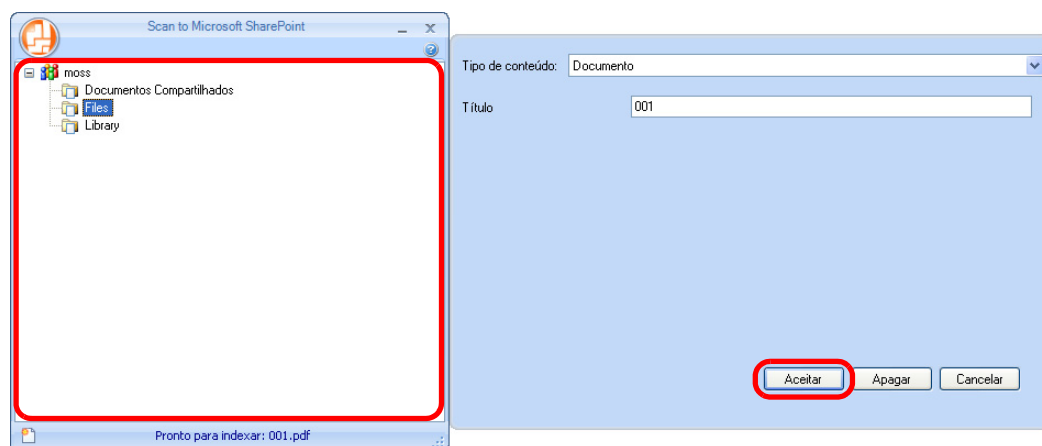 Scan to Microsoft SharePoint
moss
Documentos Compartilhados
Files
Library
Pronto para indexar: 001.pdf
Tipo de conteúdo: Documento
Título 001
Aceitar Apagar Cancelar